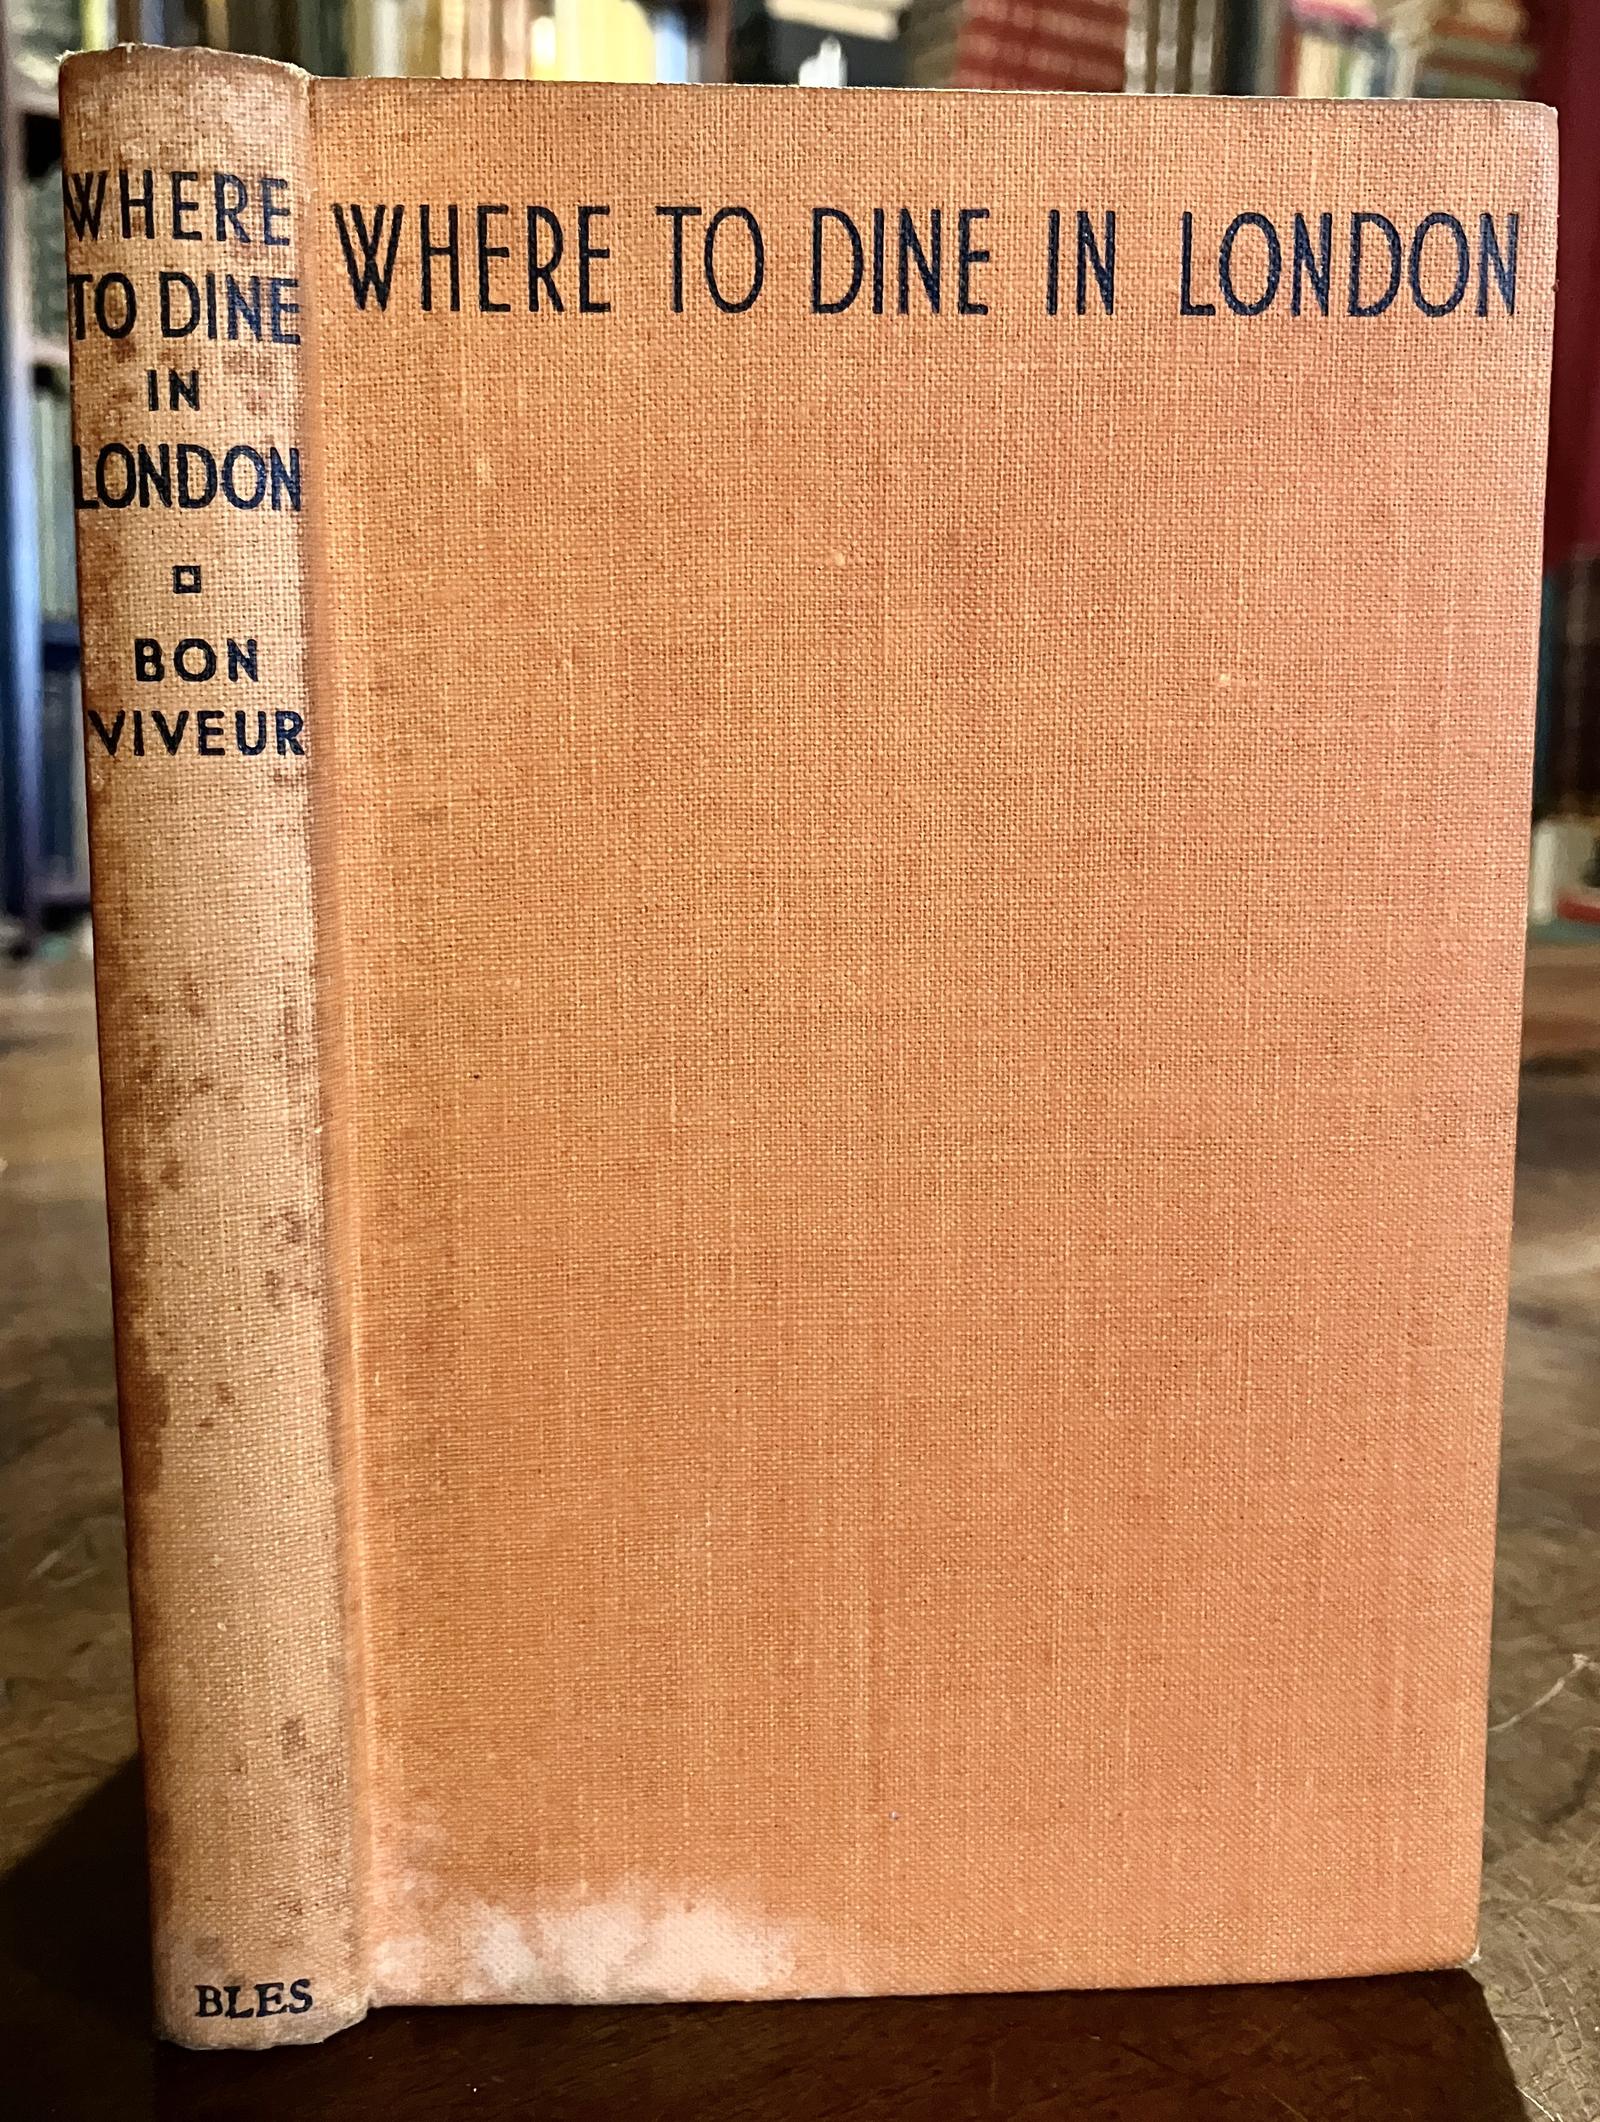 WHERE
TO DINE
IN
LONDON
BON
VIVEUR
BLES
WHERE TO DINE IN LONDON